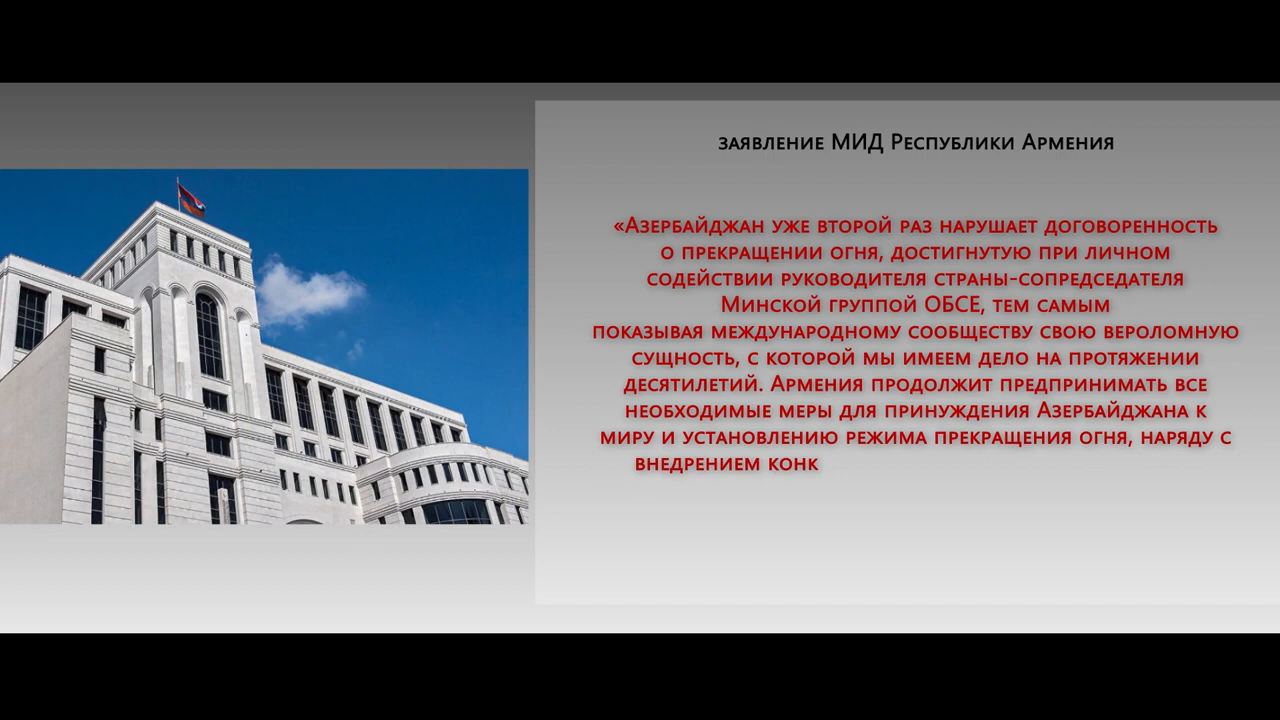 заявление МИД Республики Армения
«Азербайджан уже второй раз нарушает договоренность
о прекращении огня, достигнутую при личном
содействии руководителя страны-сопредседателя
Минской группой ОБСЕ, тем самым
показывая международному сообществу свою вероломную
сущность, с которой мы имеем дело на протяжении
десятилетий. Армения продолжит предпринимать все
необходимые меры для принуждения Азербайджана к
миру и установлению режима прекращения огня, наряду с
внедрением конк